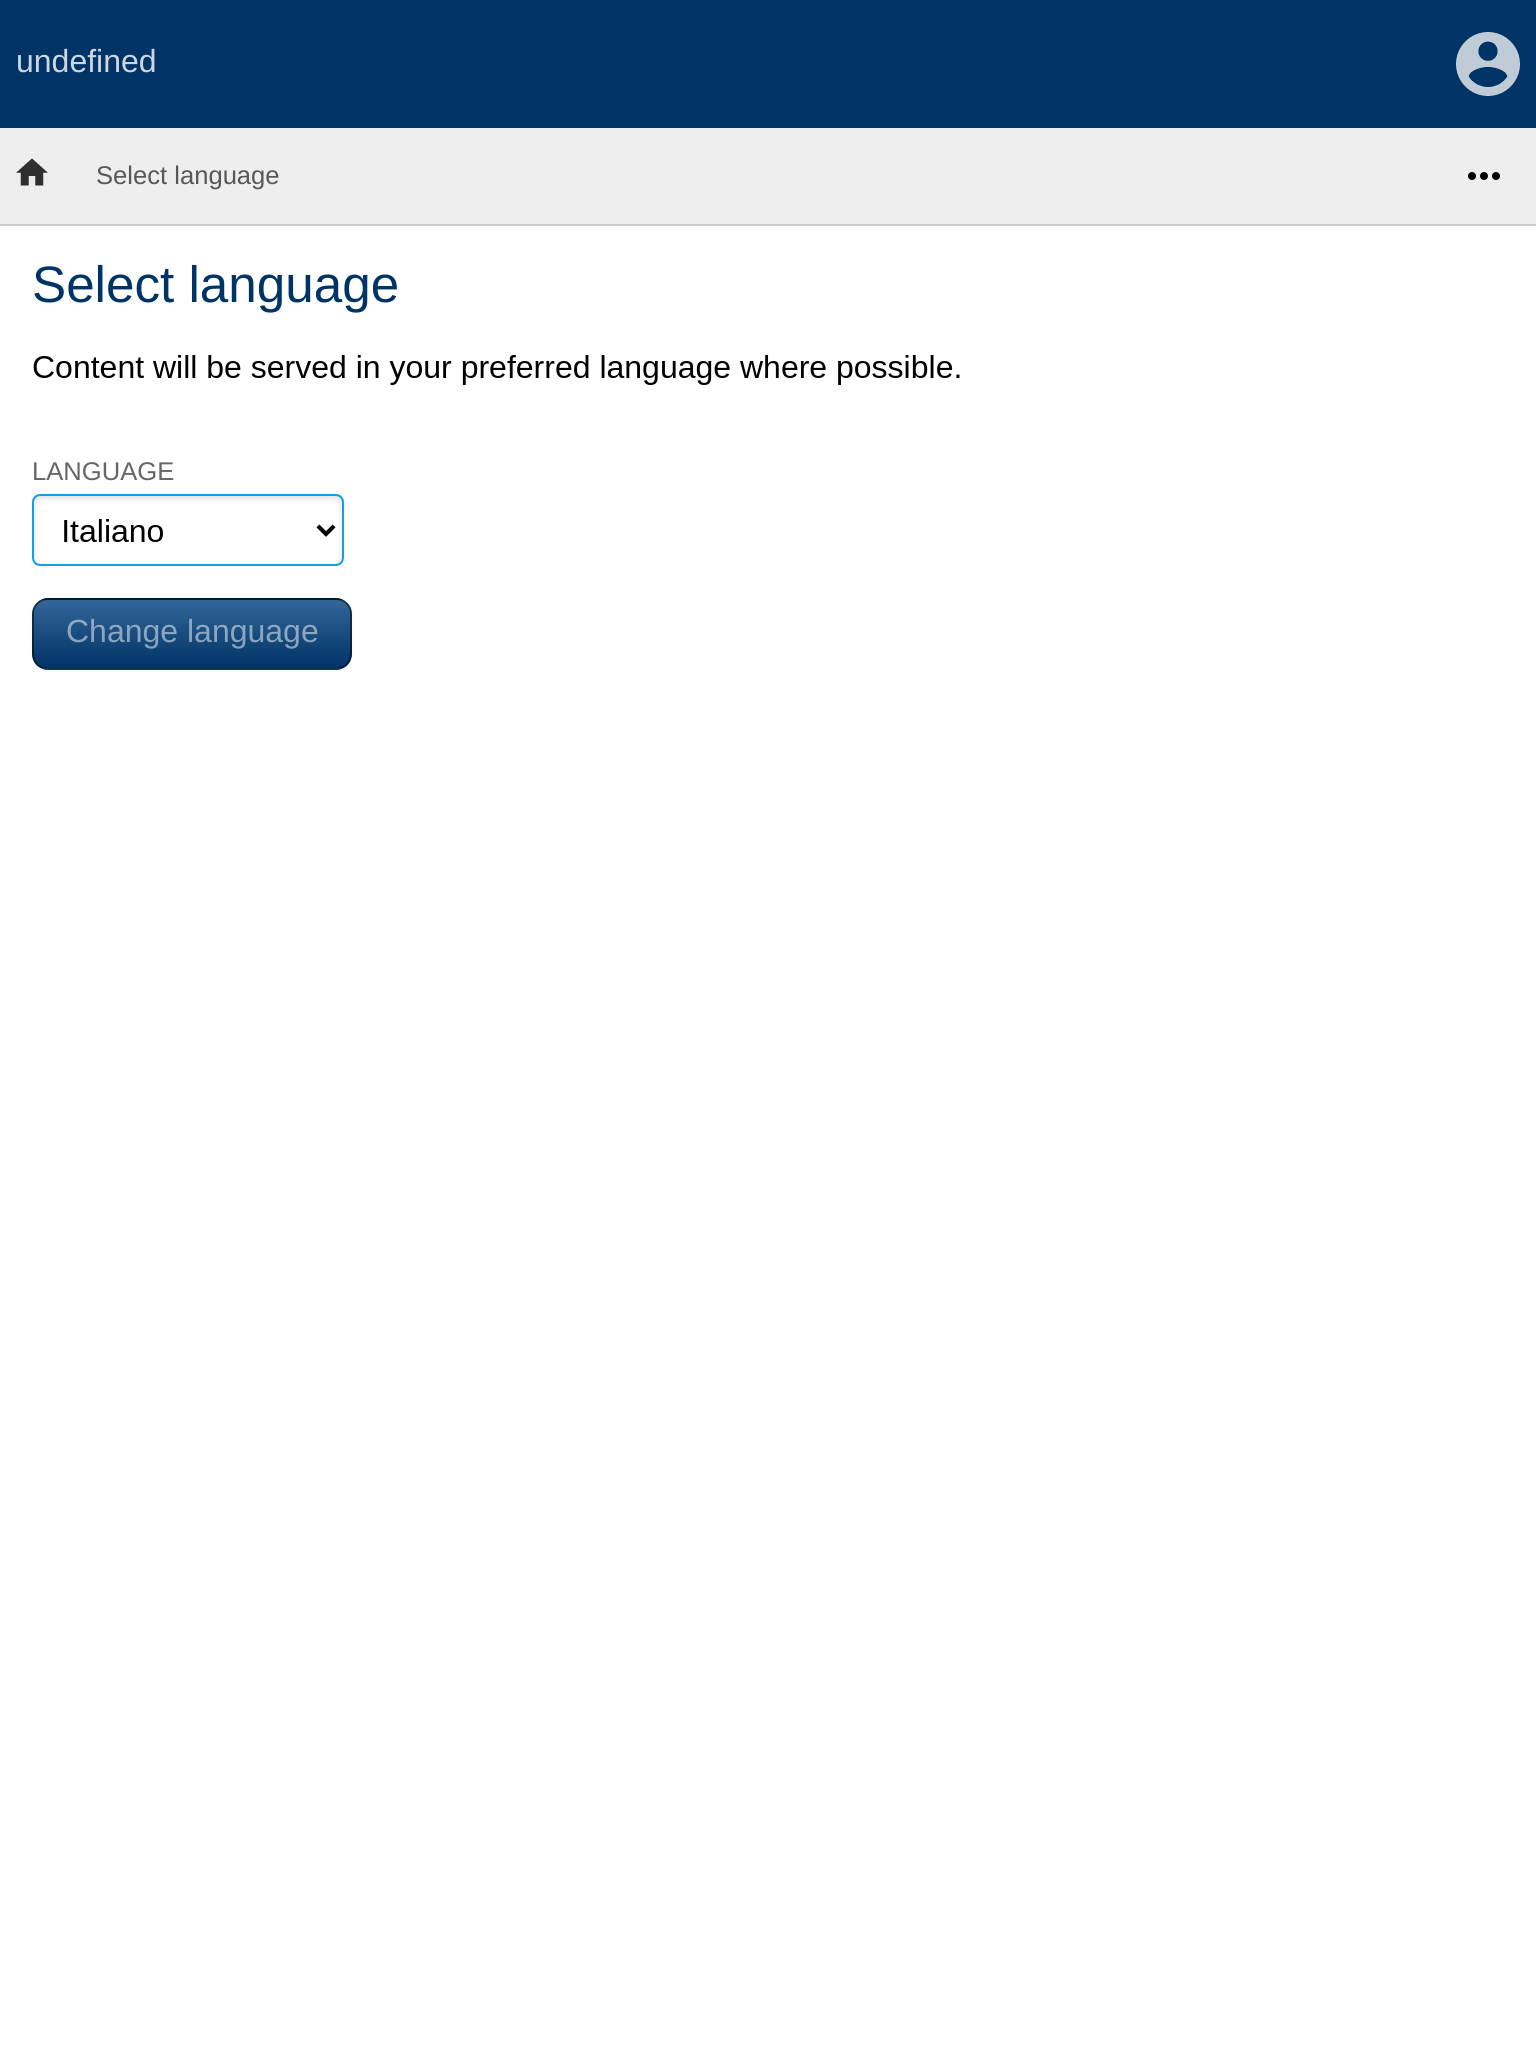 undefined
Select language
Select language
Content will be served in your preferred language where possible.
LANGUAGE
Italiano
Change language